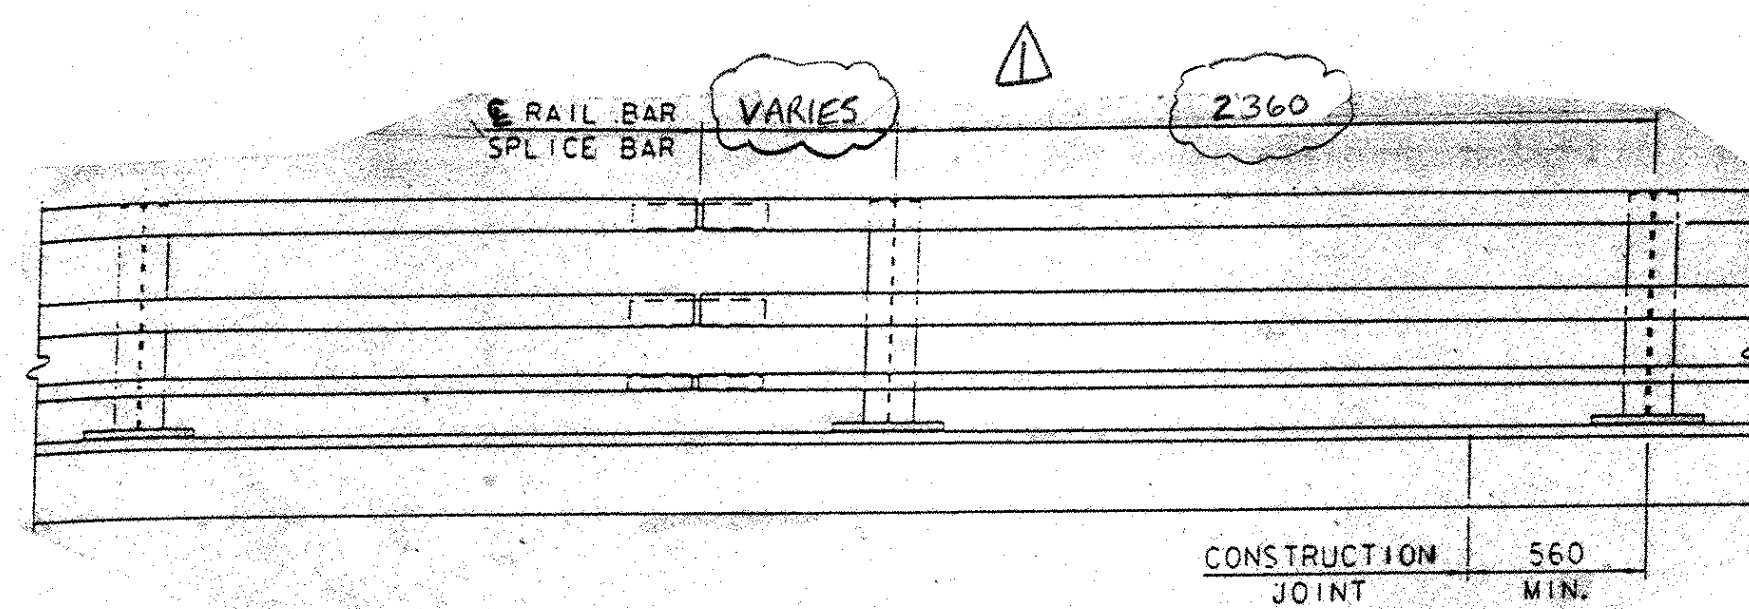 1
℄ RAIL BAR
SPLICE BAR
VARIES
2360
CONSTRUCTION
JOINT
560
MIN.